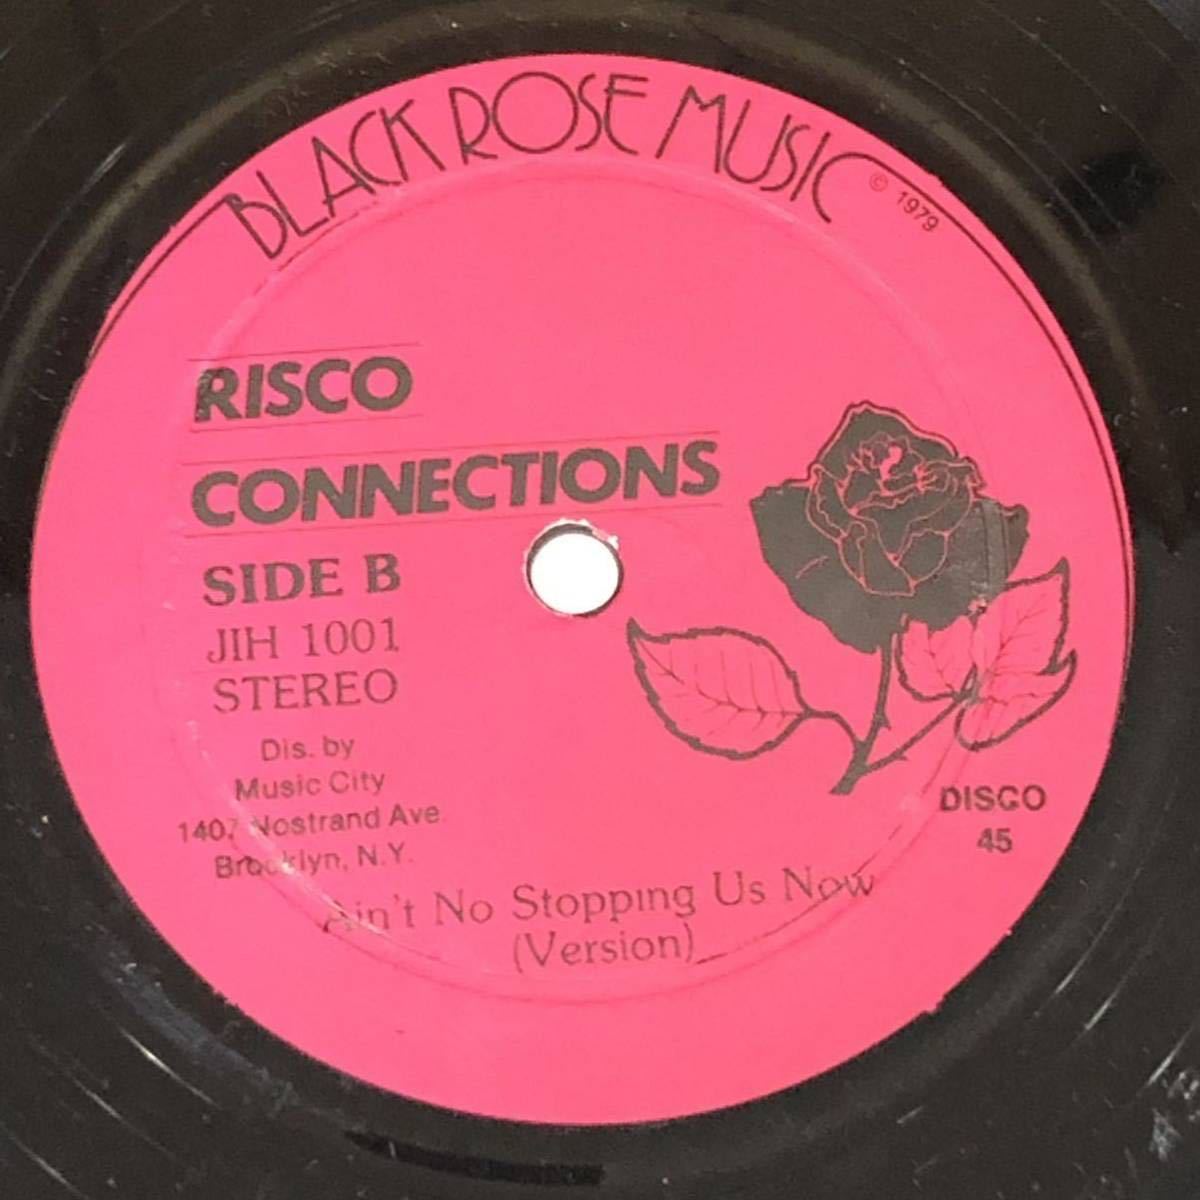 BLACK ROSE MUSIC
© 1979
RISCO
CONNECTIONS
SIDE B
JIH 1001
STEREO
Dis. by
Music City
1407 Nostrand Ave.
Brooklyn, N.Y.
DISCO
45
Ain't No Stopping Us Now
(Version)